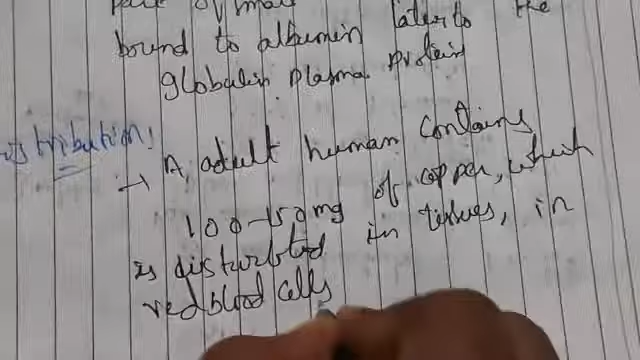 bound to albumin later to the
globulin plasma protein
Distribution:
→ A adult human contains
100-150mg of copper, which
is distributed in tissues, in
red blood cells